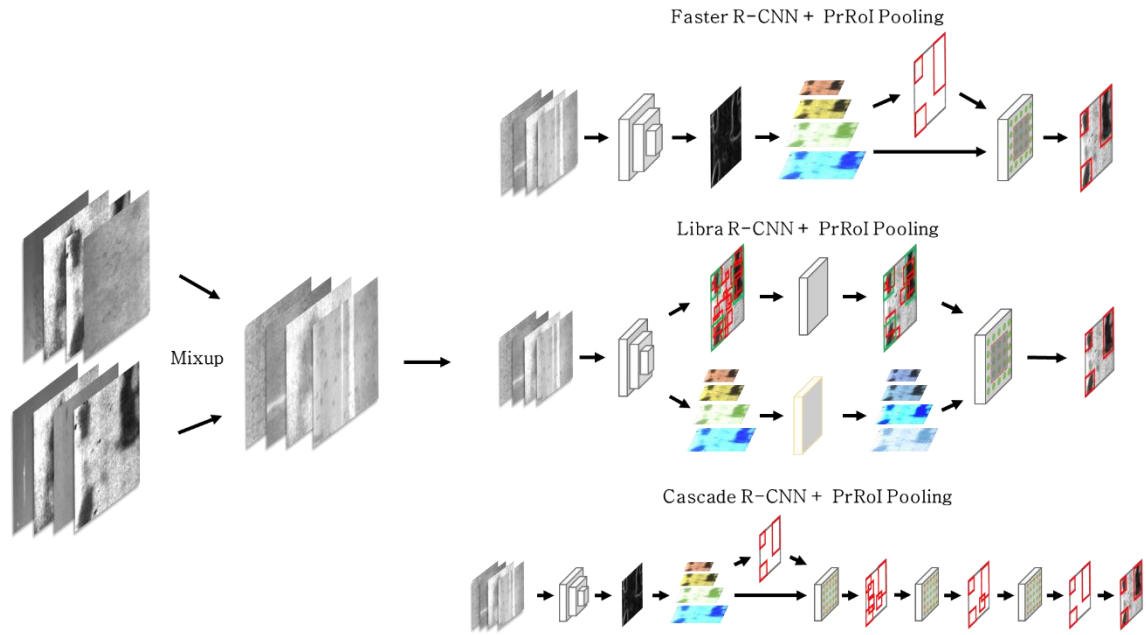 Faster R-CNN + PrRoI Pooling
Libra R-CNN + PrRoI Pooling
Mixup
Cascade R-CNN + PrRoI Pooling